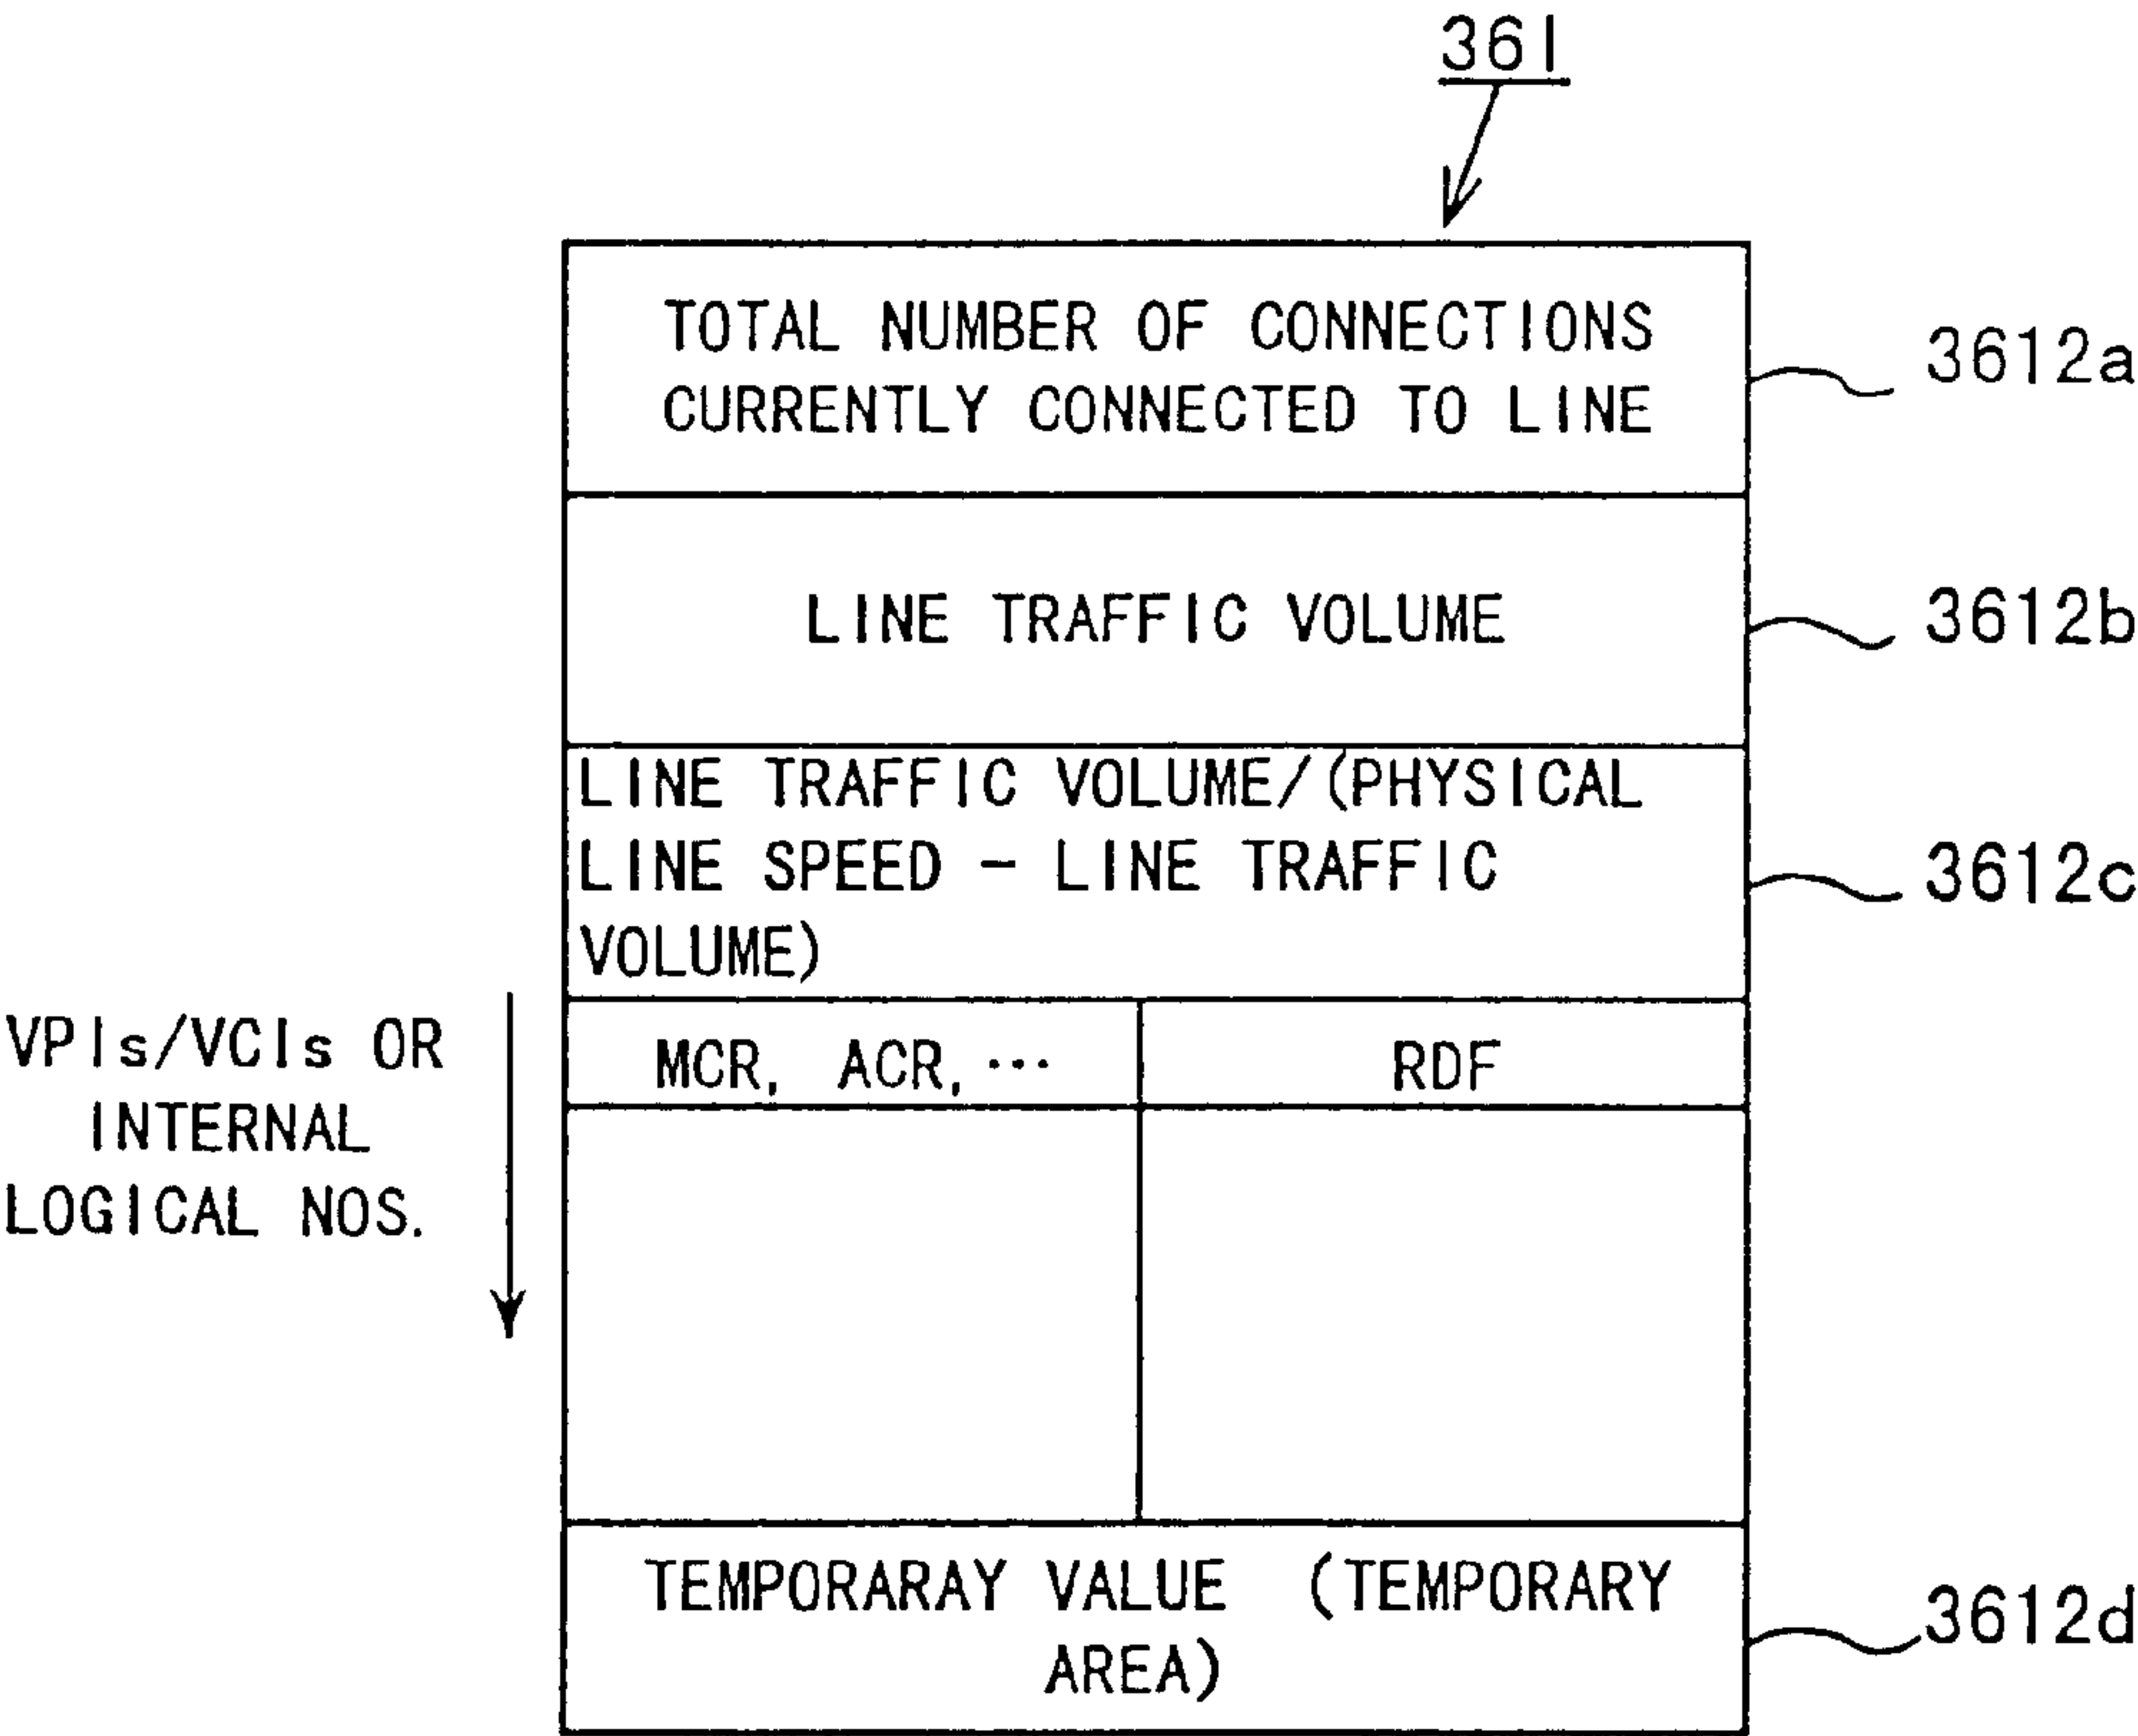 361
TOTAL NUMBER OF CONNECTIONS
CURRENTLY CONNECTED TO LINE
3612a
LINE TRAFFIC VOLUME
3612b
LINE TRAFFIC VOLUME/(PHYSICAL
LINE SPEED - LINE TRAFFIC
VOLUME)
3612c
VPIs/VCIs OR
INTERNAL
LOGICAL NOS.
MCR, ACR, ···
RDF
TEMPORARAY VALUE (TEMPORARY
AREA)
3612d